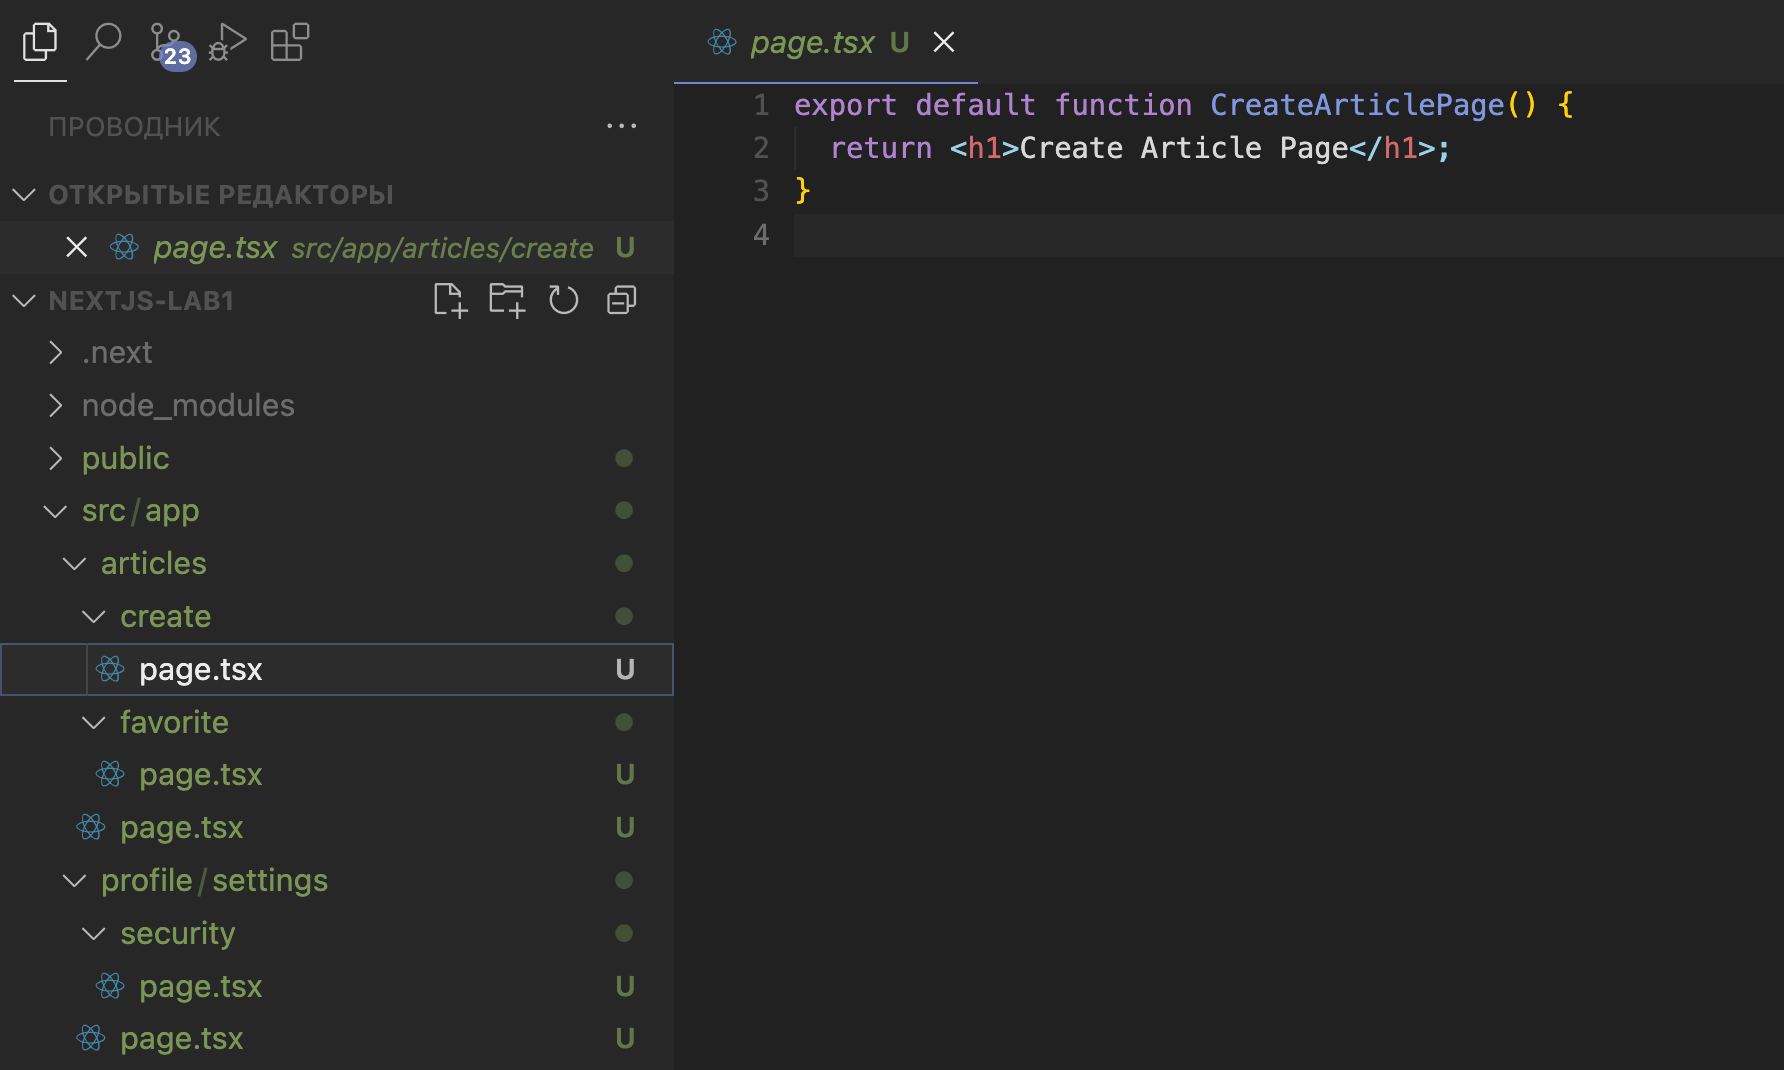 23
ПРОВОДНИК
ОТКРЫТЫЕ РЕДАКТОРЫ
page.tsx src/app/articles/create U
NEXTJS-LAB1
.next
node_modules
public
src/app
articles
create
page.tsx U
favorite
page.tsx U
page.tsx U
profile/settings
security
page.tsx U
page.tsx U
page.tsx U
1 export default function CreateArticlePage() {
2 return <h1>Create Article Page</h1>;
3 }
4